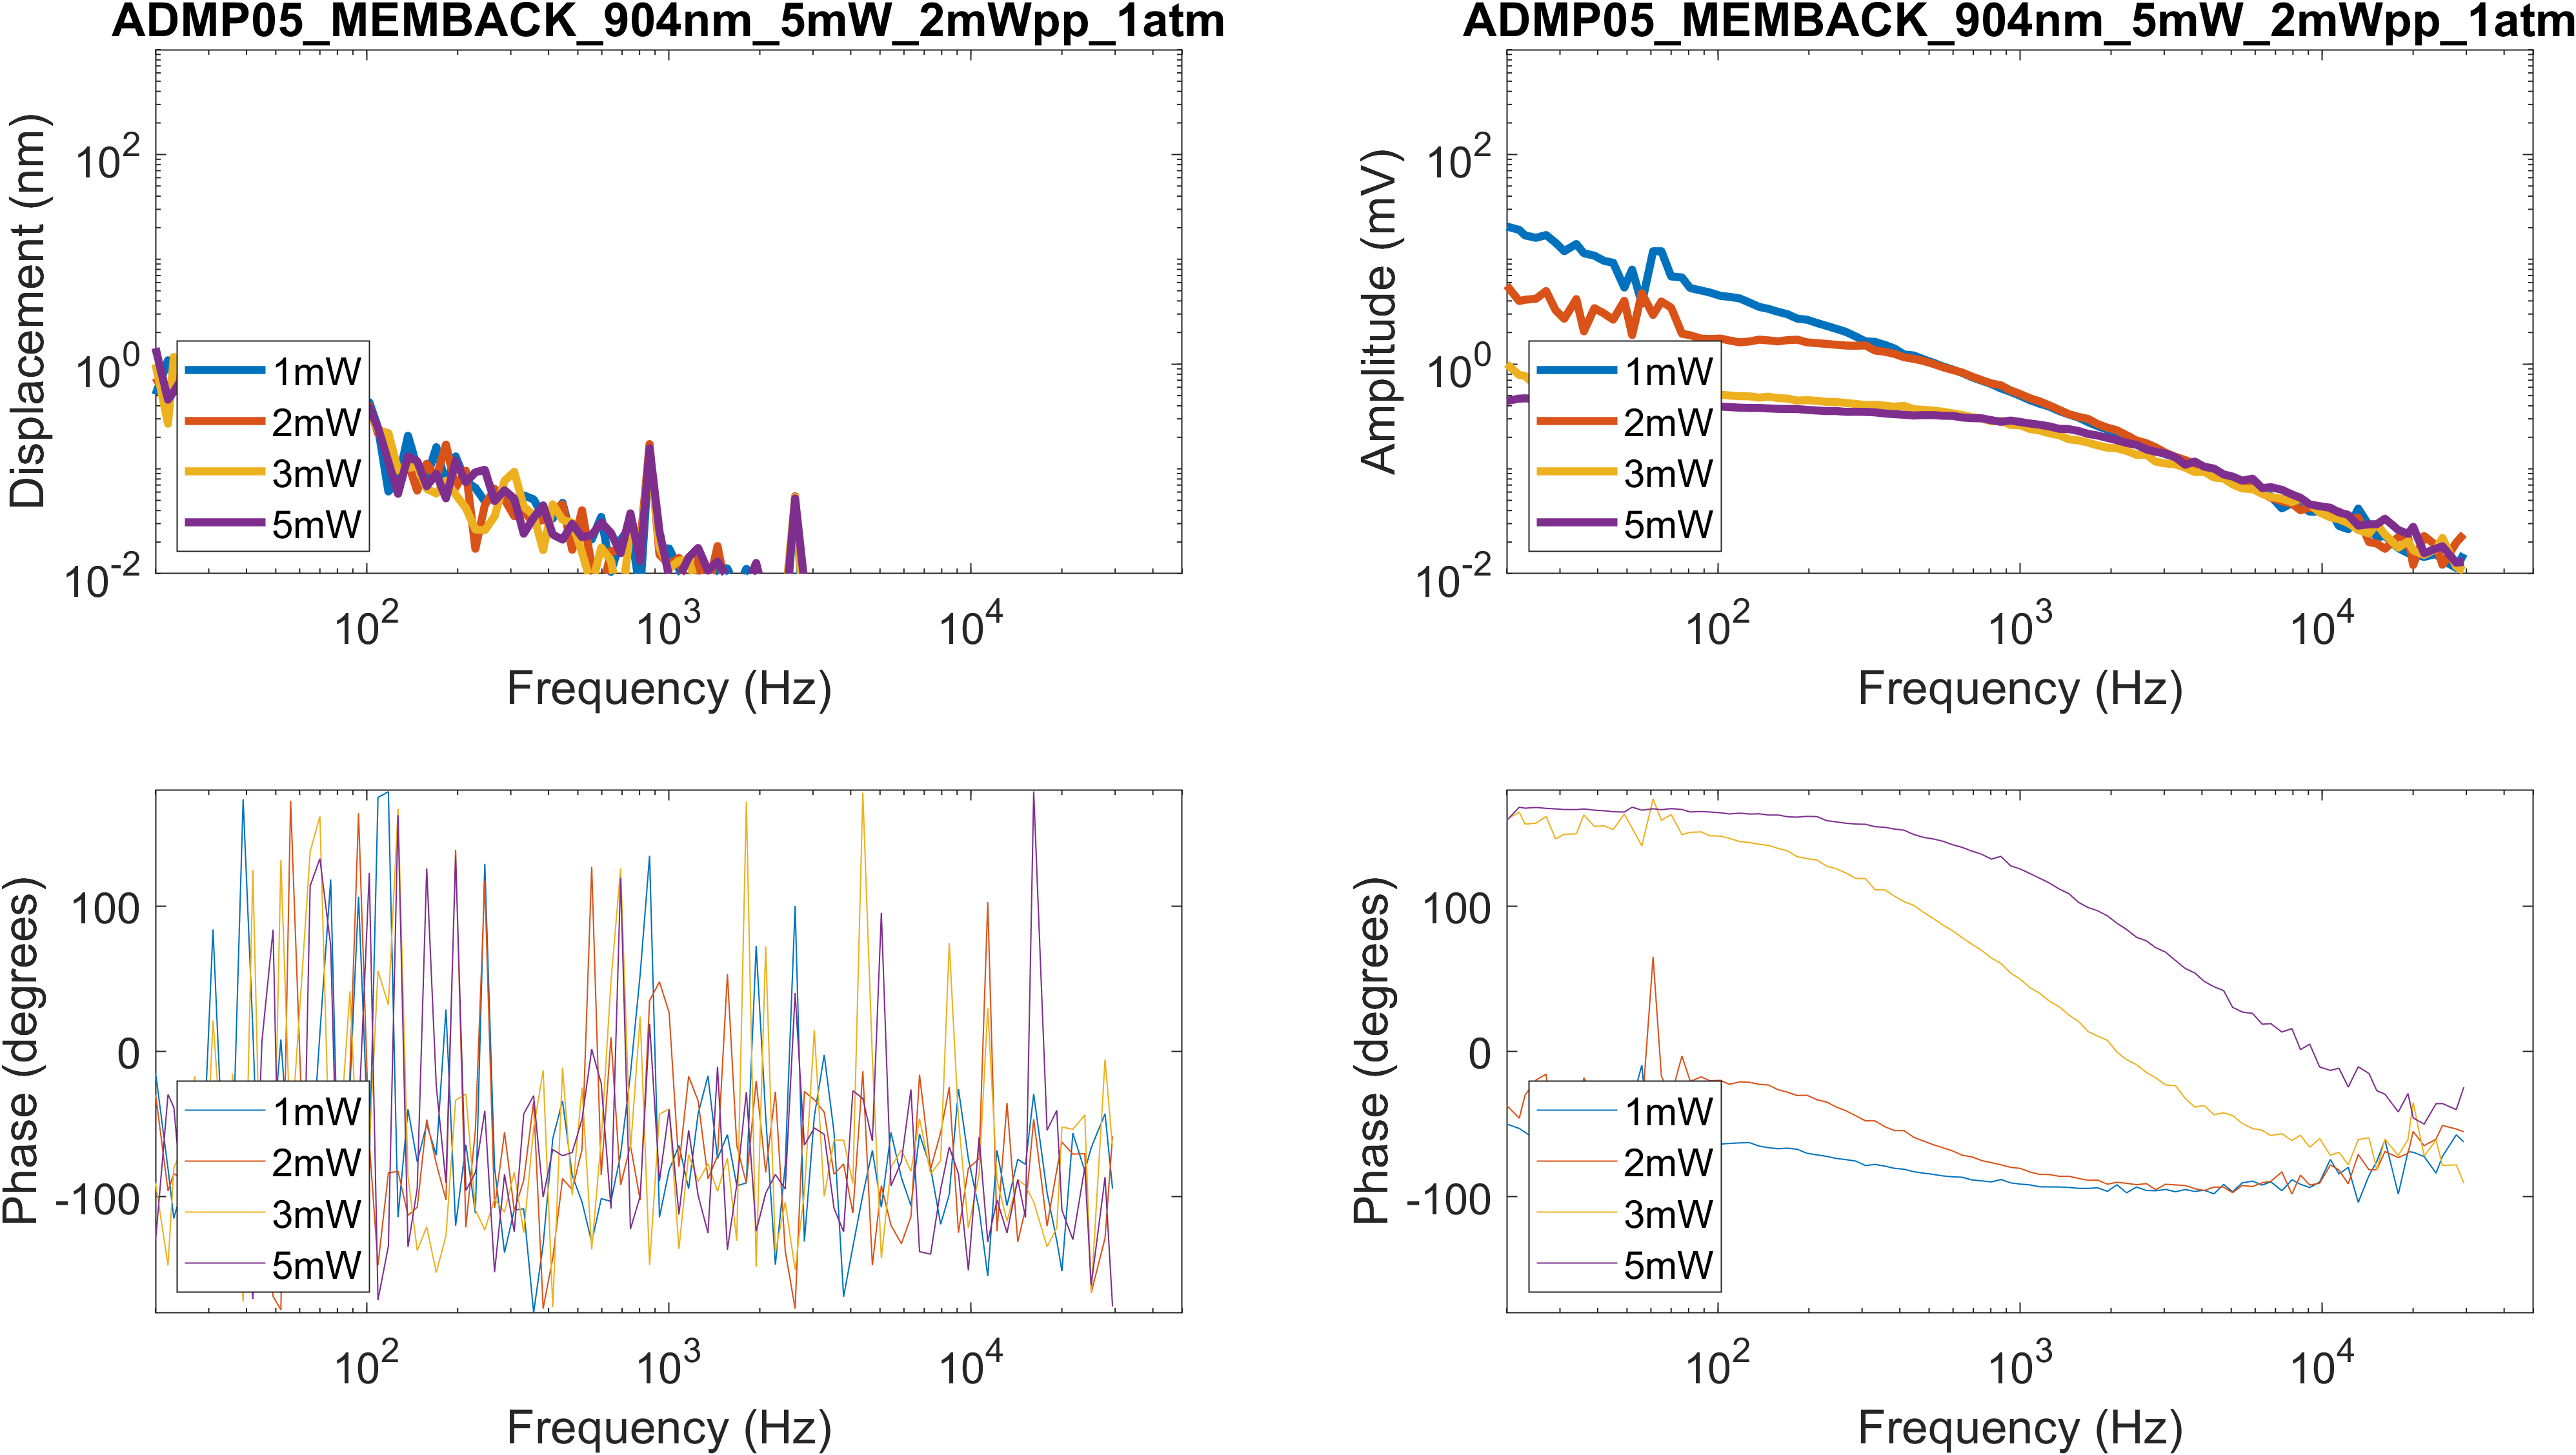 ADMP05_MEMBACK_904nm_5mW_2mWpp_1atm
Displacement (nm)
10^2
10^0
10^-2
1mW
2mW
3mW
5mW
10^2 10^3 10^4
Frequency (Hz)
ADMP05_MEMBACK_904nm_5mW_2mWpp_1atm
Amplitude (mV)
10^2
10^0
10^-2
1mW
2mW
3mW
5mW
10^2 10^3 10^4
Frequency (Hz)
Phase (degrees)
100
0
-100
1mW
2mW
3mW
5mW
10^2 10^3 10^4
Frequency (Hz)
Phase (degrees)
100
0
-100
1mW
2mW
3mW
5mW
10^2 10^3 10^4
Frequency (Hz)